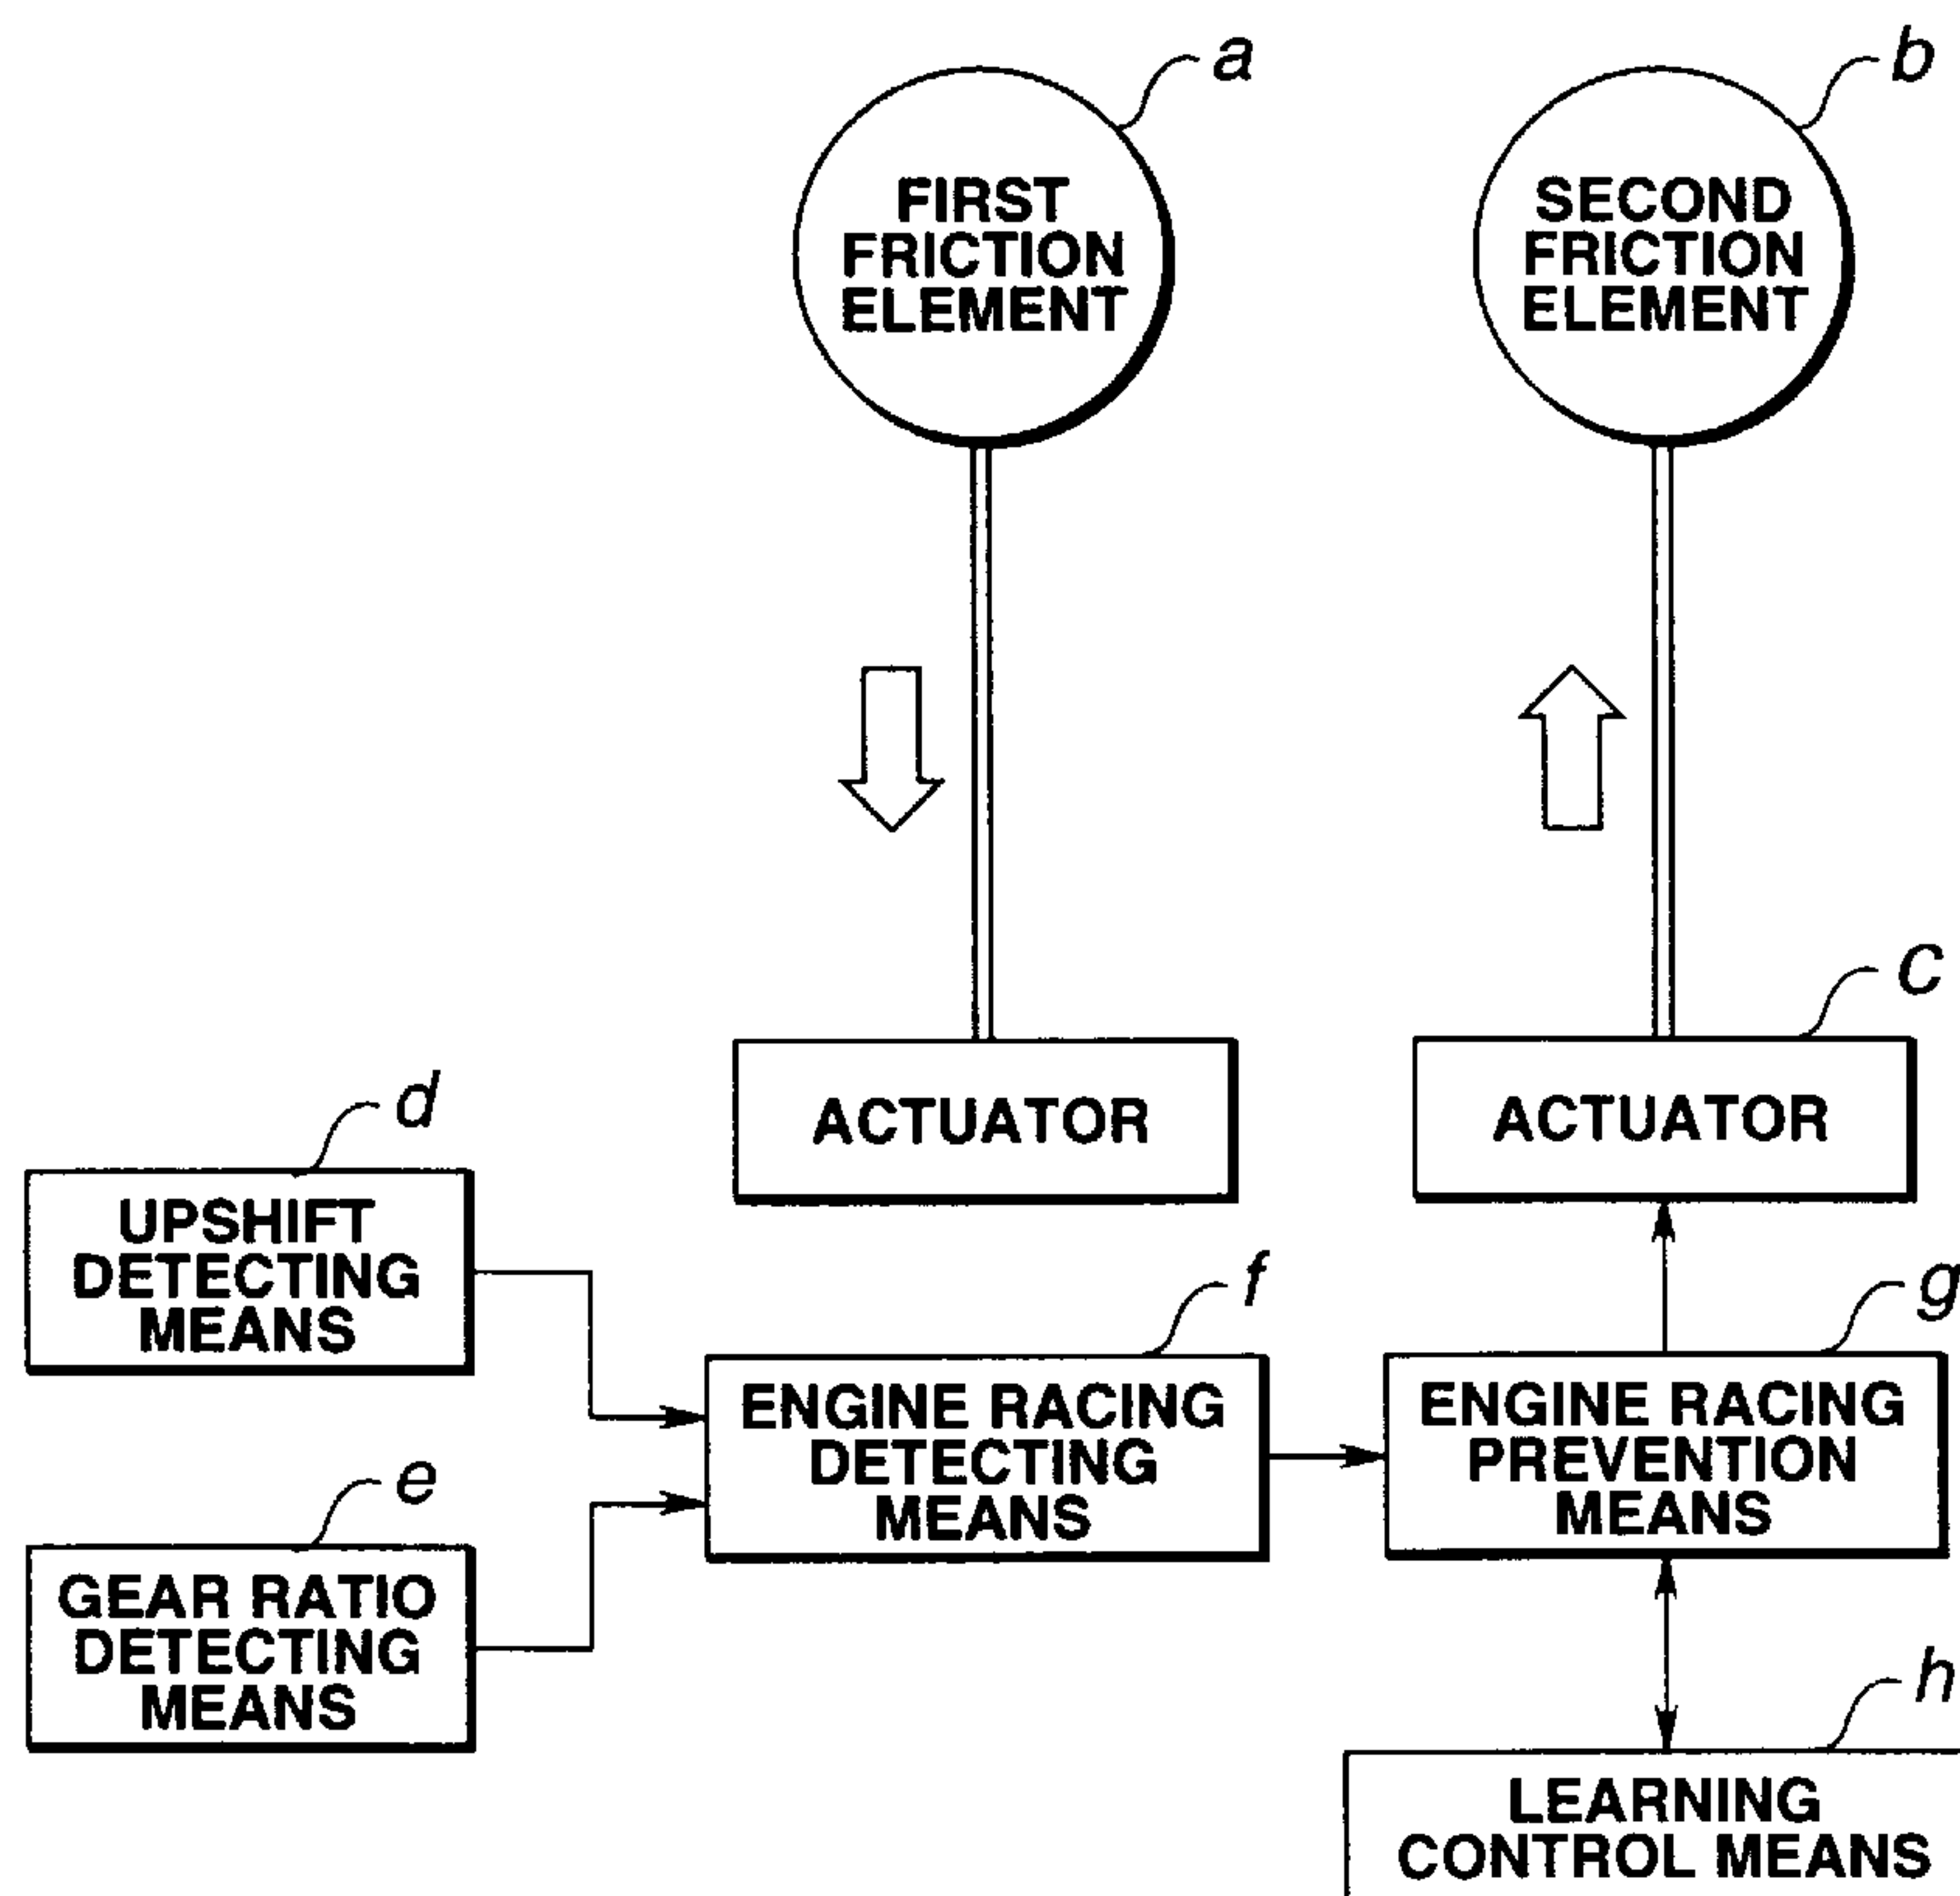 a
b
FIRST
FRICTION
ELEMENT
SECOND
FRICTION
ELEMENT
c
ACTUATOR
ACTUATOR
d
UPSHIFT
DETECTING
MEANS
f
g
ENGINE RACING
DETECTING
MEANS
ENGINE RACING
PREVENTION
MEANS
e
GEAR RATIO
DETECTING
MEANS
h
LEARNING
CONTROL MEANS